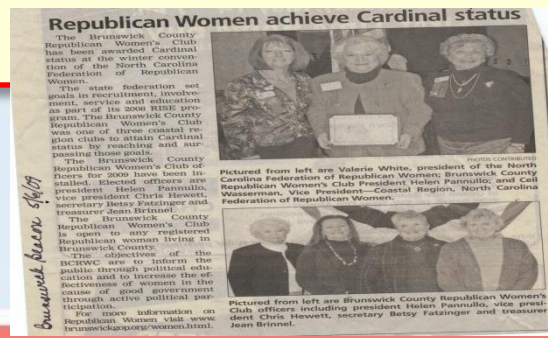 Republican Women achieve Cardinal status
The Brunswick County
Republican Women's Club
has been awarded Cardinal
status at the winter conven-
tion of the North Carolina
Federation of Republican
Women.
The state federation set
goals in recruitment, involve-
ment, service and education
as part of its 2008 RISE pro-
gram. The Brunswick County
Republican Women's Club
was one of three coastal re-
gion clubs to attain Cardinal
status by reaching and sur-
passing those goals.
The Brunswick County
Republican Women's Club of-
ficers for 2009 have been in-
stalled. Elected officers are
president Helen Pannullo,
vice president Chris Hewett,
secretary Betsy Fatzinger and
treasurer Jean Brinnel.
The Brunswick County
Republican Women's Club
is open to any registered
Republican woman living in
Brunswick County.
The objectives of the
BCRWC are to inform the
public through political edu-
cation and to increase the ef-
fectiveness of women in the
cause of good government
through active political par-
ticipation.
For more information on
Republican Women visit www.
brunswickgop.org/women.html.
PHOTOS CONTRIBUTED
Pictured from left are Valerie White, president of the North
Carolina Federation of Republican Women; Brunswick County
Republican Women's Club President Helen Pannullo; and Ceil
Wasserman, Vice President—Coastal Region, North Carolina
Federation of Republican Women.
Pictured from left are Brunswick County Republican Women's
Club officers including president Helen Pannullo, vice presi-
dent Chris Hewett, secretary Betsy Fatzinger and treasurer
Jean Brinnel.
Brunswick Beacon 5/6/09